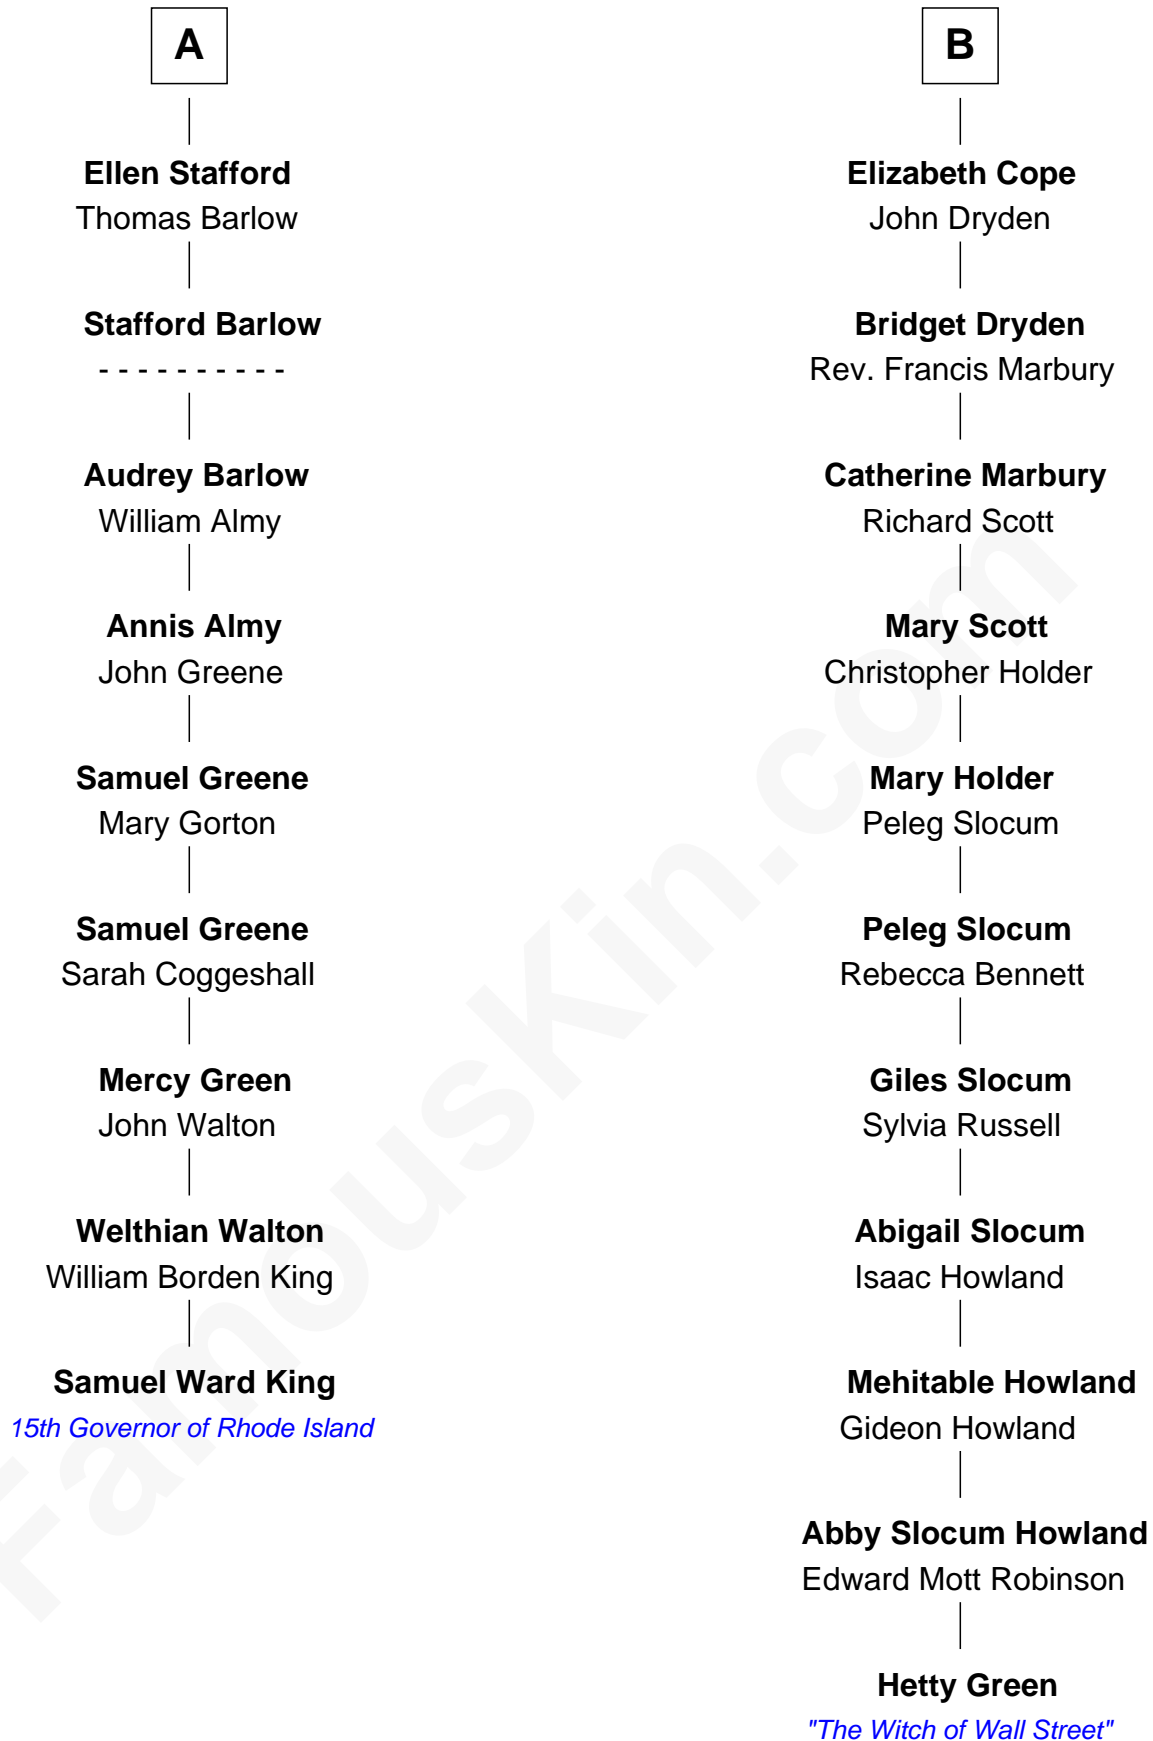 A
Ellen Stafford
Thomas Barlow
Stafford Barlow
- - - - - - - - - -
Audrey Barlow
William Almy
Annis Almy
John Greene
Samuel Greene
Mary Gorton
Samuel Greene
Sarah Coggeshall
Mercy Green
John Walton
Welthian Walton
William Borden King
Samuel Ward King
15th Governor of Rhode Island
B
Elizabeth Cope
John Dryden
Bridget Dryden
Rev. Francis Marbury
Catherine Marbury
Richard Scott
Mary Scott
Christopher Holder
Mary Holder
Peleg Slocum
Peleg Slocum
Rebecca Bennett
Giles Slocum
Sylvia Russell
Abigail Slocum
Isaac Howland
Mehitable Howland
Gideon Howland
Abby Slocum Howland
Edward Mott Robinson
Hetty Green
"The Witch of Wall Street"
FamousKin.com